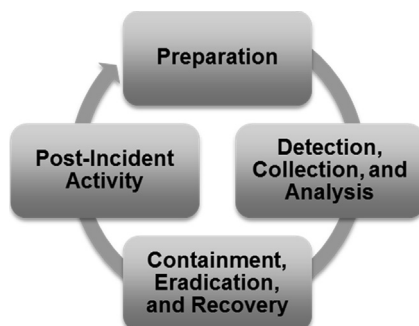 Preparation
Detection,
Collection, and
Analysis
Containment,
Eradication,
and Recovery
Post-Incident
Activity